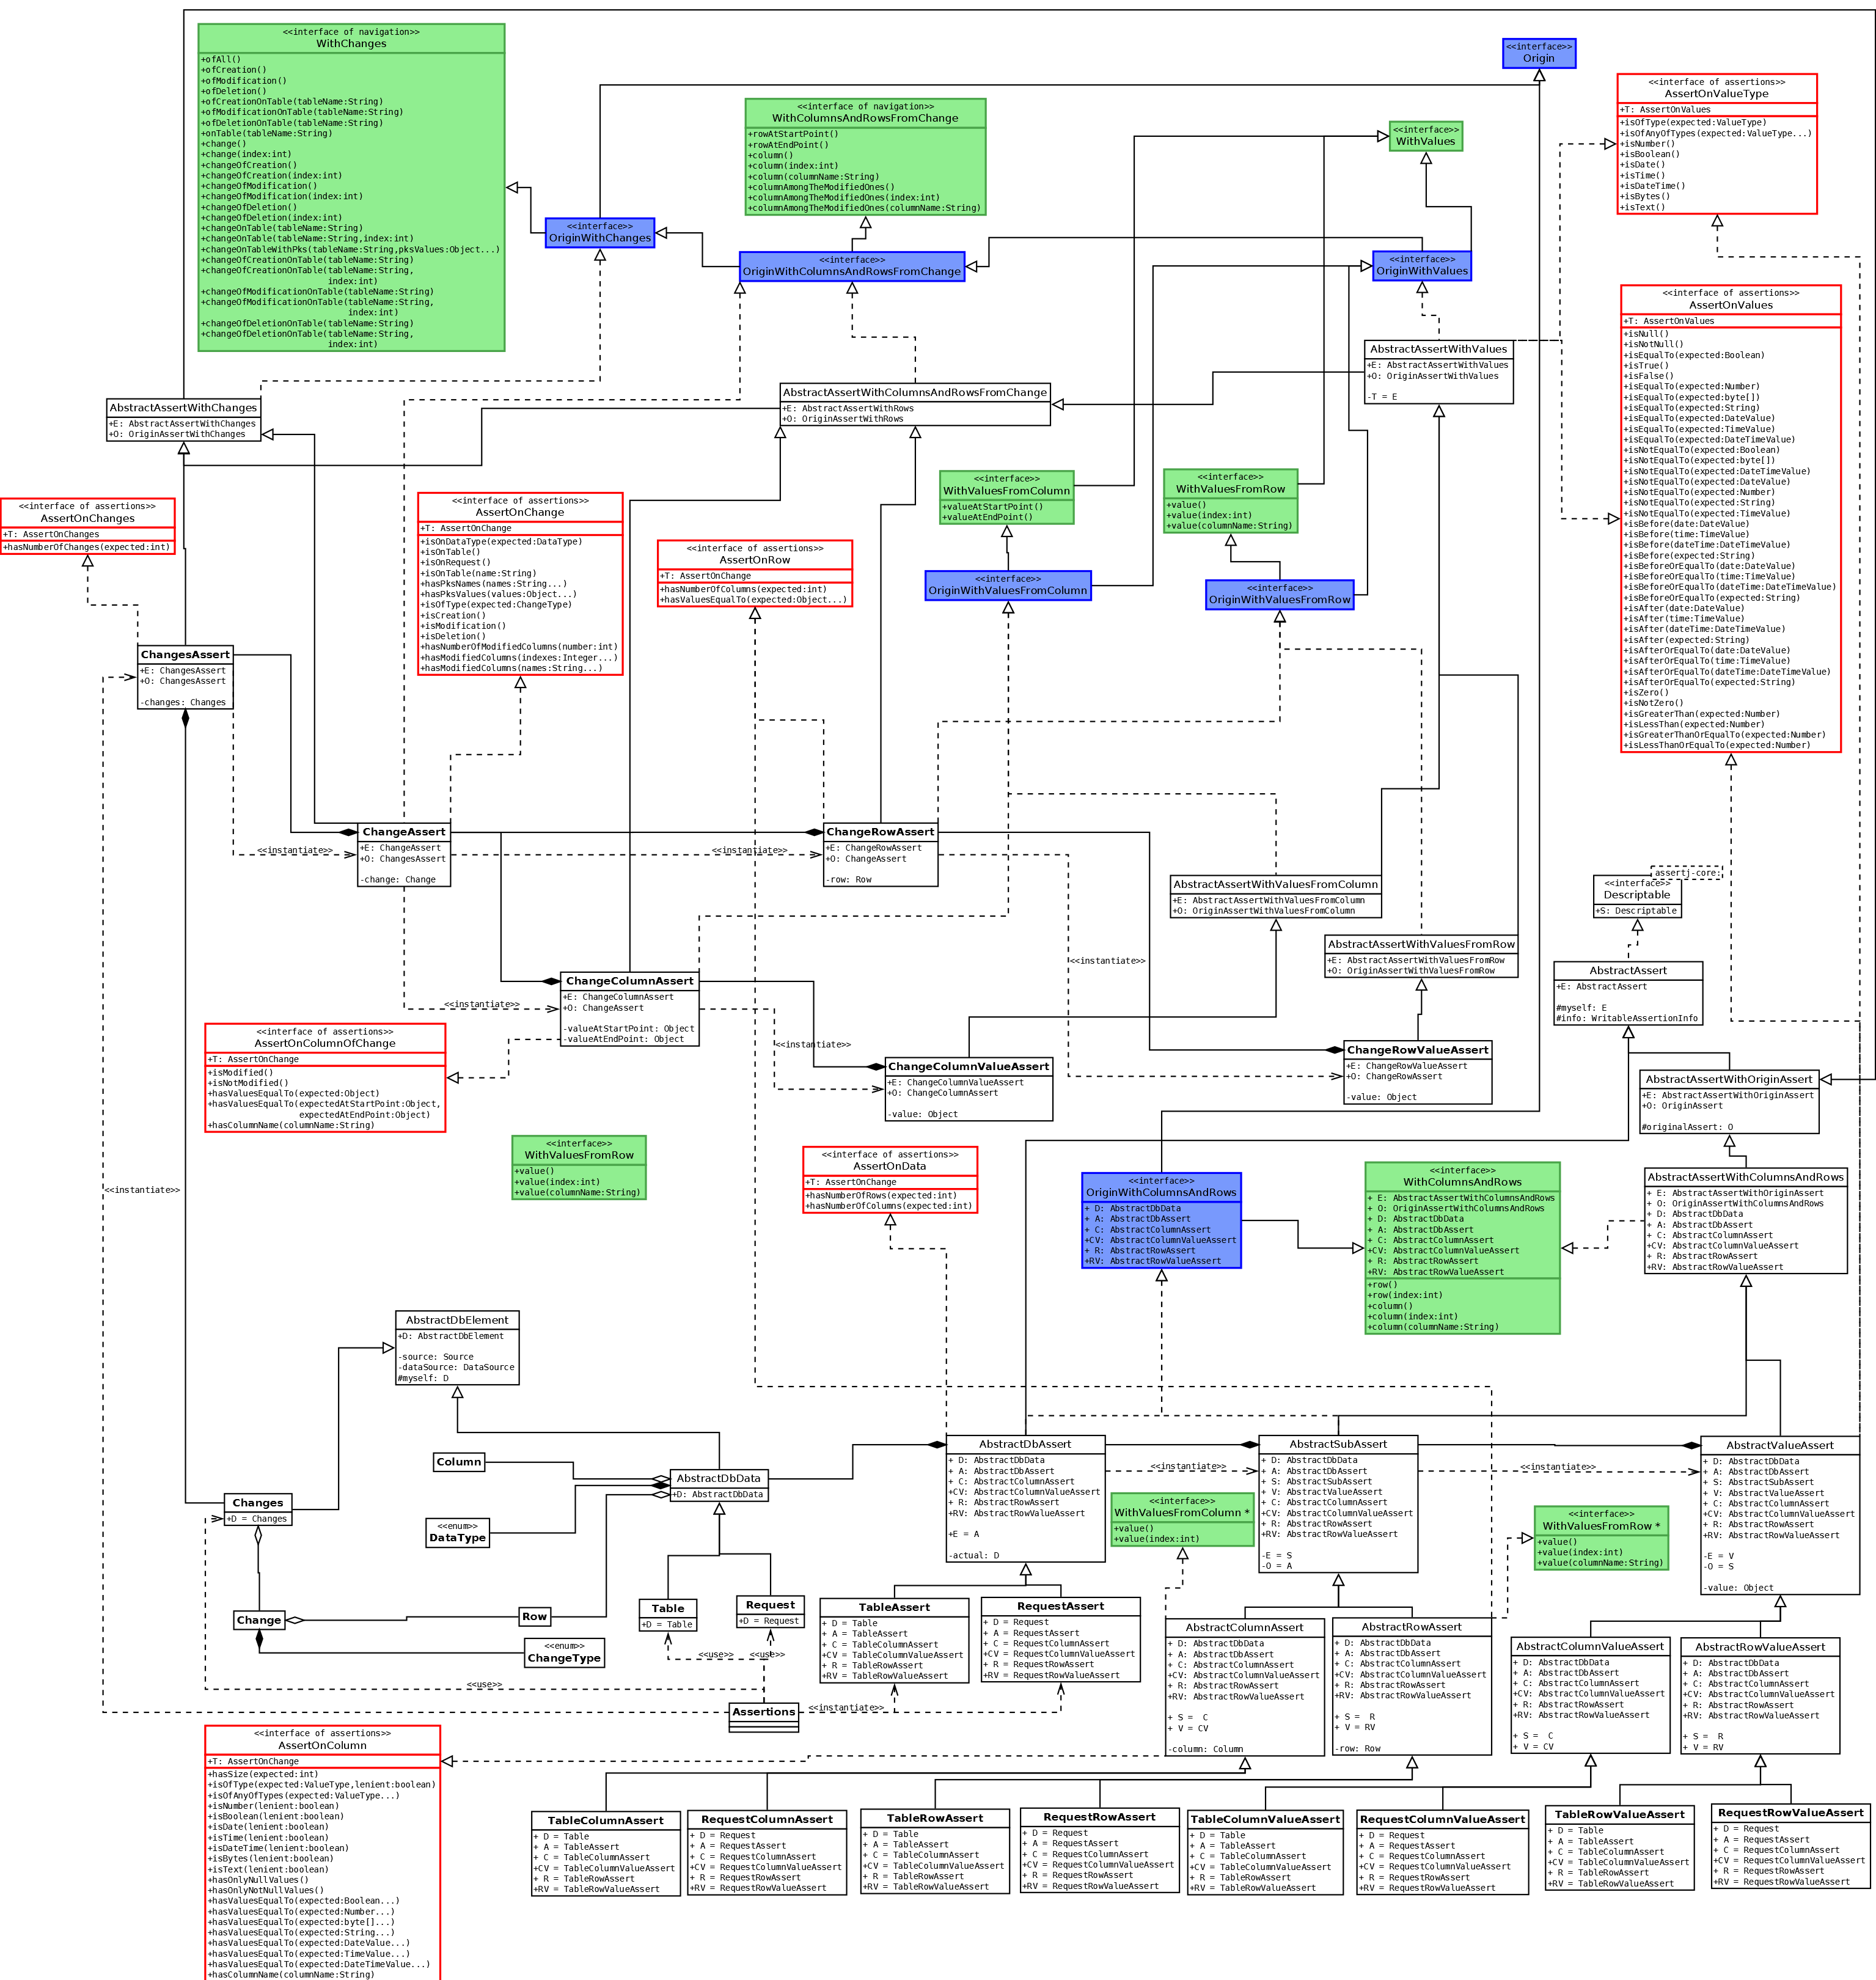 <<interface of navigation>>
WithChanges
+ofAll()
+ofCreation()
+ofModification()
+ofDeletion()
+ofCreationOnTable(tableName:String)
+ofModificationOnTable(tableName:String)
+ofDeletionOnTable(tableName:String)
+onTable(tableName:String)
+change()
+change(index:int)
+changeOfCreation()
+changeOfCreation(index:int)
+changeOfModification()
+changeOfModification(index:int)
+changeOfDeletion()
+changeOfDeletion(index:int)
+changeOnTable(tableName:String)
+changeOnTable(tableName:String,index:int)
+changeOnTableWithPks(tableName:String,pksValues:Object...)
+changeOfCreationOnTable(tableName:String)
+changeOfCreationOnTable(tableName:String,
index:int)
+changeOfModificationOnTable(tableName:String)
+changeOfModificationOnTable(tableName:String,
index:int)
+changeOfDeletionOnTable(tableName:String)
+changeOfDeletionOnTable(tableName:String,
index:int)
<<interface>>
Origin
<<interface of navigation>>
WithColumnsAndRowsFromChange
+rowAtStartPoint()
+rowAtEndPoint()
+column()
+column(index:int)
+column(columnName:String)
+columnAmongTheModifiedOnes()
+columnAmongTheModifiedOnes(index:int)
+columnAmongTheModifiedOnes(columnName:String)
<<interface>>
WithValues
<<interface of assertions>>
AssertOnValueType
+T: AssertOnValues
+isOfType(expected:ValueType)
+isOfAnyOfTypes(expected:ValueType...)
+isNumber()
+isBoolean()
+isDate()
+isTime()
+isDateTime()
+isBytes()
+isText()
<<interface>>
OriginWithChanges
<<interface>>
OriginWithColumnsAndRowsFromChange
<<interface>>
OriginWithValues
<<interface of assertions>>
AssertOnValues
+T: AssertOnValues
+isNull()
+isNotNull()
+isEqualTo(expected:Boolean)
+isTrue()
+isFalse()
+isEqualTo(expected:Number)
+isEqualTo(expected:byte[])
+isEqualTo(expected:String)
+isEqualTo(expected:DateValue)
+isEqualTo(expected:TimeValue)
+isEqualTo(expected:DateTimeValue)
+isNotEqualTo(expected:Boolean)
+isNotEqualTo(expected:byte[])
+isNotEqualTo(expected:DateTimeValue)
+isNotEqualTo(expected:DateValue)
+isNotEqualTo(expected:Number)
+isNotEqualTo(expected:String)
+isNotEqualTo(expected:TimeValue)
+isBefore(date:DateValue)
+isBefore(time:TimeValue)
+isBefore(dateTime:DateTimeValue)
+isBefore(expected:String)
+isBeforeOrEqualTo(date:DateValue)
+isBeforeOrEqualTo(time:TimeValue)
+isBeforeOrEqualTo(dateTime:DateTimeValue)
+isBeforeOrEqualTo(expected:String)
+isAfter(date:DateValue)
+isAfter(time:TimeValue)
+isAfter(dateTime:DateTimeValue)
+isAfter(expected:String)
+isAfterOrEqualTo(date:DateValue)
+isAfterOrEqualTo(time:TimeValue)
+isAfterOrEqualTo(dateTime:DateTimeValue)
+isAfterOrEqualTo(expected:String)
+isZero()
+isNotZero()
+isGreaterThan(expected:Number)
+isLessThan(expected:Number)
+isGreaterThanOrEqualTo(expected:Number)
+isLessThanOrEqualTo(expected:Number)
AbstractAssertWithValues
+E: AbstractAssertWithValues
+O: OriginAssertWithValues
-T = E
AbstractAssertWithChanges
+E: AbstractAssertWithChanges
+O: OriginAssertWithChanges
AbstractAssertWithColumnsAndRowsFromChange
+E: AbstractAssertWithRows
+O: OriginAssertWithRows
<<interface of assertions>>
AssertOnChanges
+T: AssertOnChanges
+hasNumberOfChanges(expected:int)
<<interface of assertions>>
AssertOnChange
+T: AssertOnChange
+isOnDataType(expected:DataType)
+isOnTable()
+isOnRequest()
+isOnTable(name:String)
+hasPksNames(names:String...)
+hasPksValues(values:Object...)
+isOfType(expected:ChangeType)
+isCreation()
+isModification()
+isDeletion()
+hasNumberOfModifiedColumns(number:int)
+hasModifiedColumns(indexes:Integer...)
+hasModifiedColumns(names:String...)
<<interface of assertions>>
AssertOnRow
+T: AssertOnChange
+hasNumberOfColumns(expected:int)
+hasValuesEqualTo(expected:Object...)
<<interface>>
WithValuesFromColumn
+valueAtStartPoint()
+valueAtEndPoint()
<<interface>>
WithValuesFromRow
+value()
+value(index:int)
+value(columnName:String)
<<interface>>
OriginWithValuesFromColumn
<<interface>>
OriginWithValuesFromRow
ChangesAssert
+E: ChangesAssert
+O: ChangesAssert
-changes: Changes
ChangeAssert
+E: ChangeAssert
+O: ChangesAssert
-change: Change
<<instantiate>>
<<instantiate>>
ChangeRowAssert
+E: ChangeRowAssert
+O: ChangeAssert
-row: Row
AbstractAssertWithValuesFromColumn
+E: AbstractAssertWithValuesFromColumn
+O: OriginAssertWithValuesFromColumn
AbstractAssertWithValuesFromRow
+E: AbstractAssertWithValuesFromRow
+O: OriginAssertWithValuesFromRow
assertj-core:
<<interface>>
Descriptable
+S: Descriptable
AbstractAssert
+E: AbstractAssert
#myself: E
#info: WritableAssertionInfo
<<instantiate>>
<<instantiate>>
ChangeColumnAssert
+E: ChangeColumnAssert
+O: ChangeAssert
-valueAtStartPoint: Object
-valueAtEndPoint: Object
<<instantiate>>
<<interface of assertions>>
AssertOnColumnOfChange
+T: AssertOnChange
+isModified()
+isNotModified()
+hasValuesEqualTo(expected:Object)
+hasValuesEqualTo(expectedAtStartPoint:Object,
expectedAtEndPoint:Object)
+hasColumnName(columnName:String)
ChangeColumnValueAssert
+E: ChangeColumnValueAssert
+O: ChangeColumnAssert
-value: Object
ChangeRowValueAssert
+E: ChangeRowValueAssert
+O: ChangeRowAssert
-value: Object
AbstractAssertWithOriginAssert
+E: AbstractAssertWithOriginAssert
+O: OriginAssert
#originalAssert: O
<<instantiate>>
<<interface>>
WithValuesFromRow
+value()
+value(index:int)
+value(columnName:String)
<<interface of assertions>>
AssertOnData
+T: AssertOnChange
+hasNumberOfRows(expected:int)
+hasNumberOfColumns(expected:int)
<<interface>>
OriginWithColumnsAndRows
+ D: AbstractDbData
+ A: AbstractDbAssert
+ C: AbstractColumnAssert
+CV: AbstractColumnValueAssert
+ R: AbstractRowAssert
+RV: AbstractRowValueAssert
<<interface>>
WithColumnsAndRows
+ E: AbstractAssertWithColumnsAndRows
+ O: OriginAssertWithColumnsAndRows
+ D: AbstractDbData
+ A: AbstractDbAssert
+ C: AbstractColumnAssert
+CV: AbstractColumnValueAssert
+ R: AbstractRowAssert
+RV: AbstractRowValueAssert
+row()
+row(index:int)
+column()
+column(index:int)
+column(columnName:String)
AbstractAssertWithColumnsAndRows
+ E: AbstractAssertWithOriginAssert
+ O: OriginAssertWithColumnsAndRows
+ D: AbstractDbData
+ A: AbstractDbAssert
+ C: AbstractColumnAssert
+CV: AbstractColumnValueAssert
+ R: AbstractRowAssert
+RV: AbstractRowValueAssert
AbstractDbElement
+D: AbstractDbElement
-source: Source
-dataSource: DataSource
#myself: D
Column
AbstractDbData
+D: AbstractDbData
Changes
+D = Changes
<<enum>>
DataType
AbstractDbAssert
+ D: AbstractDbData
+ A: AbstractDbAssert
+ C: AbstractColumnAssert
+CV: AbstractColumnValueAssert
+ R: AbstractRowAssert
+RV: AbstractRowValueAssert
+E = A
-actual: D
<<instantiate>>
<<interface>>
WithValuesFromColumn *
+value()
+value(index:int)
AbstractSubAssert
+ D: AbstractDbData
+ A: AbstractDbAssert
+ S: AbstractSubAssert
+ V: AbstractValueAssert
+ C: AbstractColumnAssert
+CV: AbstractColumnValueAssert
+ R: AbstractRowAssert
+RV: AbstractRowValueAssert
-E = S
-O = A
<<instantiate>>
<<interface>>
WithValuesFromRow *
+value()
+value(index:int)
+value(columnName:String)
AbstractValueAssert
+ D: AbstractDbData
+ A: AbstractDbAssert
+ S: AbstractSubAssert
+ V: AbstractValueAssert
+ C: AbstractColumnAssert
+CV: AbstractColumnValueAssert
+ R: AbstractRowAssert
+RV: AbstractRowValueAssert
-E = V
-O = S
-value: Object
Change
Row
<<enum>>
ChangeType
Table
+D = Table
Request
+D = Request
<<use>>
<<use>>
<<use>>
TableAssert
+ D = Table
+ A = TableAssert
+ C = TableColumnAssert
+CV = TableColumnValueAssert
+ R = TableRowAssert
+RV = TableRowValueAssert
RequestAssert
+ D = Request
+ A = RequestAssert
+ C = RequestColumnAssert
+CV = RequestColumnValueAssert
+ R = RequestRowAssert
+RV = RequestRowValueAssert
Assertions
<<instantiate>>
AbstractColumnAssert
+ D: AbstractDbData
+ A: AbstractDbAssert
+ C: AbstractColumnAssert
+CV: AbstractColumnValueAssert
+ R: AbstractRowAssert
+RV: AbstractRowValueAssert
+ S = C
+ V = CV
-column: Column
AbstractRowAssert
+ D: AbstractDbData
+ A: AbstractDbAssert
+ C: AbstractColumnAssert
+CV: AbstractColumnValueAssert
+ R: AbstractRowAssert
+RV: AbstractRowValueAssert
+ S = R
+ V = RV
-row: Row
AbstractColumnValueAssert
+ D: AbstractDbData
+ A: AbstractDbAssert
+ C: AbstractColumnAssert
+CV: AbstractColumnValueAssert
+ R: AbstractRowAssert
+RV: AbstractRowValueAssert
+ S = C
+ V = CV
AbstractRowValueAssert
+ D: AbstractDbData
+ A: AbstractDbAssert
+ C: AbstractColumnAssert
+CV: AbstractColumnValueAssert
+ R: AbstractRowAssert
+RV: AbstractRowValueAssert
+ S = R
+ V = RV
<<interface of assertions>>
AssertOnColumn
+T: AssertOnChange
+hasSize(expected:int)
+isOfType(expected:ValueType,lenient:boolean)
+isOfAnyOfTypes(expected:ValueType...)
+isNumber(lenient:boolean)
+isBoolean(lenient:boolean)
+isDate(lenient:boolean)
+isTime(lenient:boolean)
+isDateTime(lenient:boolean)
+isBytes(lenient:boolean)
+isText(lenient:boolean)
+hasOnlyNullValues()
+hasOnlyNotNullValues()
+hasValuesEqualTo(expected:Boolean...)
+hasValuesEqualTo(expected:Number...)
+hasValuesEqualTo(expected:byte[]...)
+hasValuesEqualTo(expected:String...)
+hasValuesEqualTo(expected:DateValue...)
+hasValuesEqualTo(expected:TimeValue...)
+hasValuesEqualTo(expected:DateTimeValue...)
+hasColumnName(columnName:String)
TableColumnAssert
+ D = Table
+ A = TableAssert
+ C = TableColumnAssert
+CV = TableColumnValueAssert
+ R = TableRowAssert
+RV = TableRowValueAssert
RequestColumnAssert
+ D = Request
+ A = RequestAssert
+ C = RequestColumnAssert
+CV = RequestColumnValueAssert
+ R = RequestRowAssert
+RV = RequestRowValueAssert
TableRowAssert
+ D = Table
+ A = TableAssert
+ C = TableColumnAssert
+CV = TableColumnValueAssert
+ R = TableRowAssert
+RV = TableRowValueAssert
RequestRowAssert
+ D = Request
+ A = RequestAssert
+ C = RequestColumnAssert
+CV = RequestColumnValueAssert
+ R = RequestRowAssert
+RV = RequestRowValueAssert
TableColumnValueAssert
+ D = Table
+ A = TableAssert
+ C = TableColumnAssert
+CV = TableColumnValueAssert
+ R = TableRowAssert
+RV = TableRowValueAssert
RequestColumnValueAssert
+ D = Request
+ A = RequestAssert
+ C = RequestColumnAssert
+CV = RequestColumnValueAssert
+ R = RequestRowAssert
+RV = RequestRowValueAssert
TableRowValueAssert
+ D = Table
+ A = TableAssert
+ C = TableColumnAssert
+CV = TableColumnValueAssert
+ R = TableRowAssert
+RV = TableRowValueAssert
RequestRowValueAssert
+ D = Request
+ A = RequestAssert
+ C = RequestColumnAssert
+CV = RequestColumnValueAssert
+ R = RequestRowAssert
+RV = RequestRowValueAssert